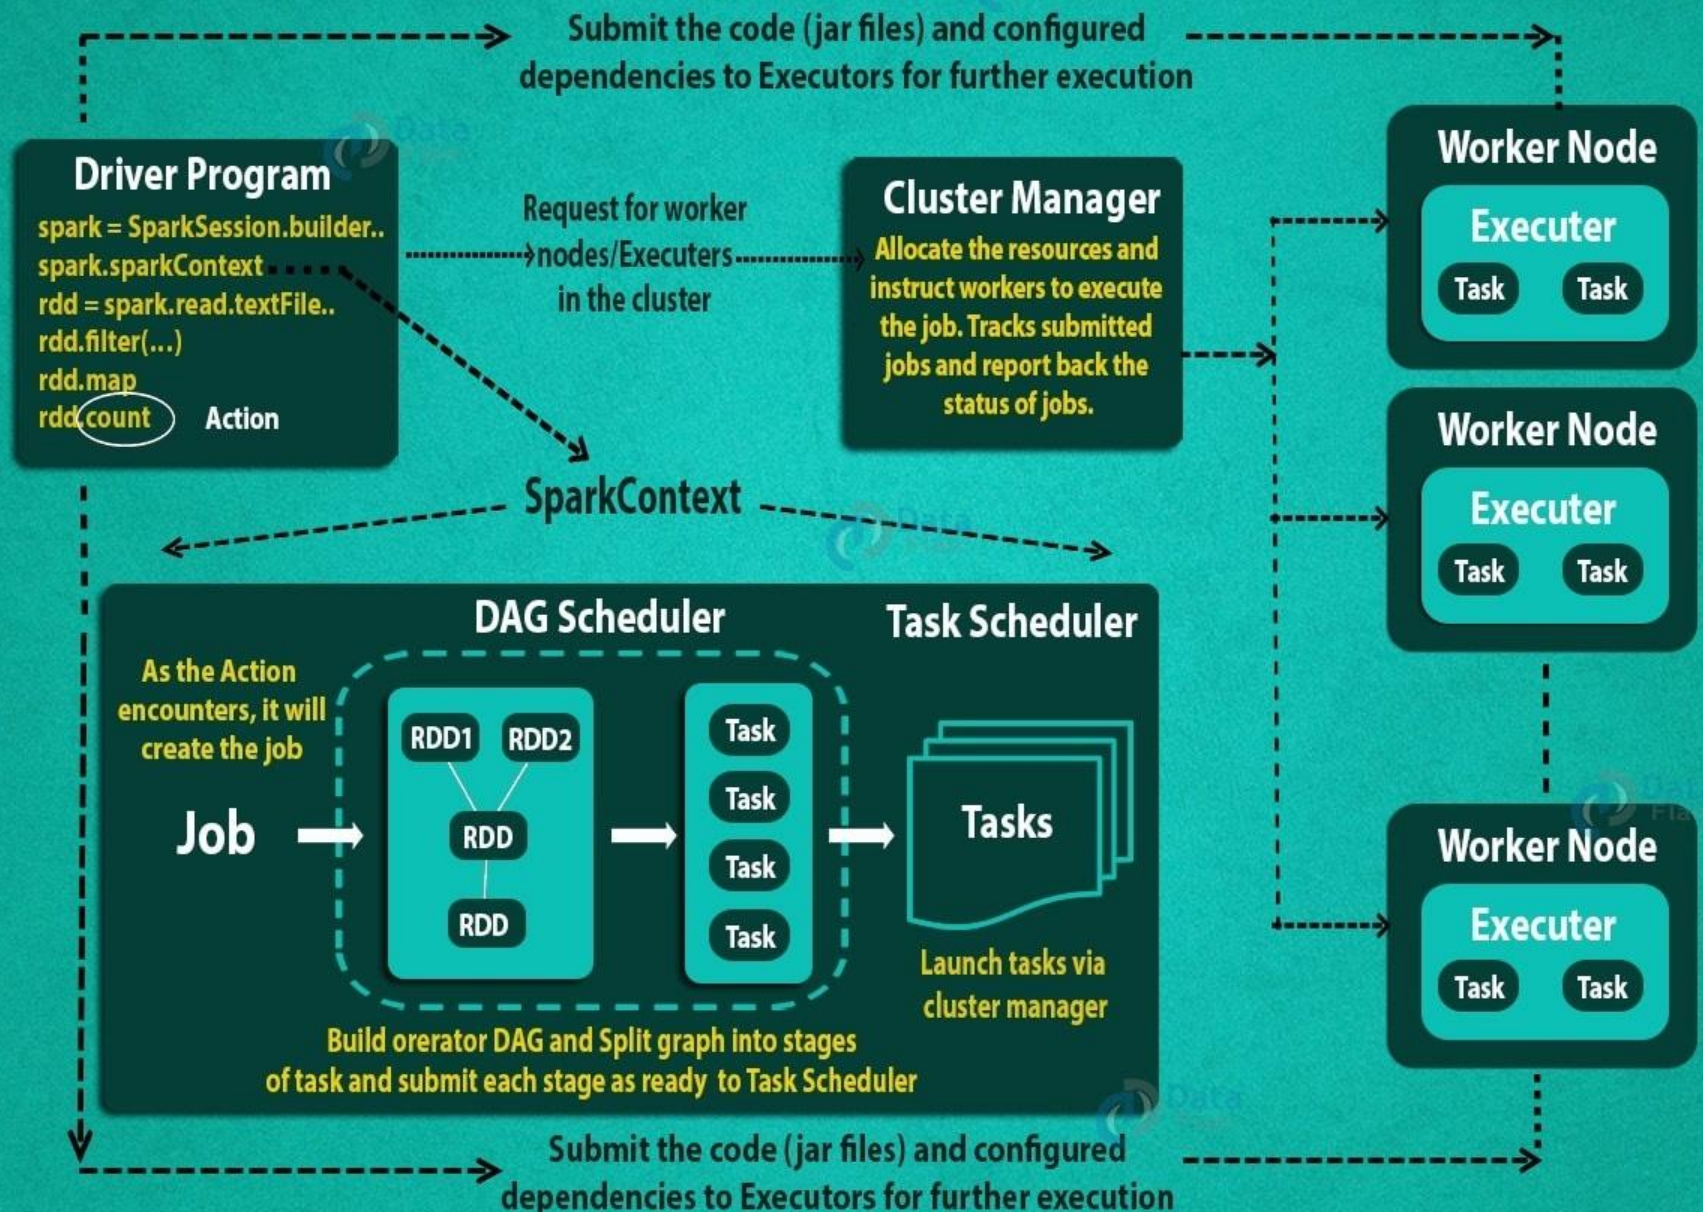 Submit the code (jar files) and configured
dependencies to Executors for further execution
Driver Program
spark = SparkSession.builder..
spark.sparkContext
rdd = spark.read.textFile..
rdd.filter(...)
rdd.map
rdd.count
Action
Request for worker
nodes/Executers
in the cluster
Cluster Manager
Allocate the resources and
instruct workers to execute
the job. Tracks submitted
jobs and report back the
status of jobs.
Worker Node
Executer
Task
Task
Worker Node
Executer
Task
Task
Worker Node
Executer
Task
Task
SparkContext
DAG Scheduler
Task Scheduler
As the Action
encounters, it will
create the job
Job
RDD1
RDD2
RDD
RDD
Task
Task
Task
Task
Tasks
Launch tasks via
cluster manager
Build orerator DAG and Split graph into stages
of task and submit each stage as ready to Task Scheduler
Submit the code (jar files) and configured
dependencies to Executors for further execution
Data
Data
Data